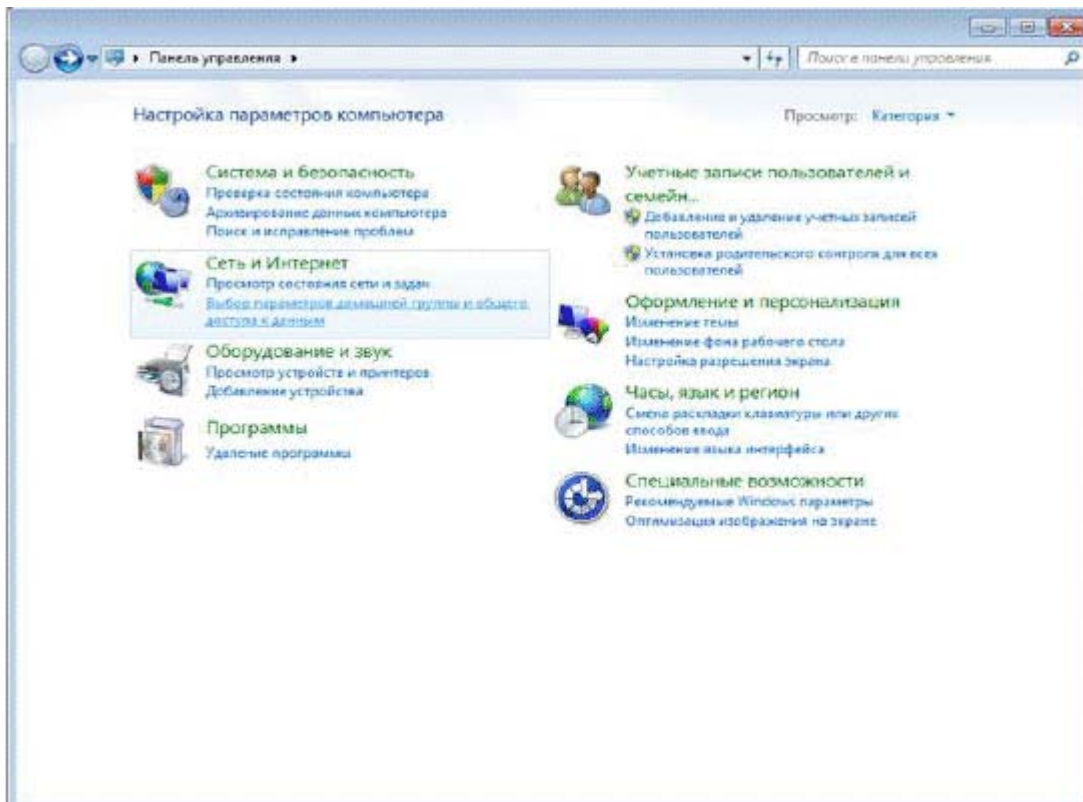 Панель управления
Поиск в панели управления
Настройка параметров компьютера
Просмотр: Категория
Система и безопасность
Проверка состояния компьютера
Архивирование данных компьютера
Поиск и исправление проблем
Сеть и Интернет
Просмотр состояния сети и задач
Выбор параметров домашней группы и общего
доступа к данным
Оборудование и звук
Просмотр устройств и принтеров
Добавление устройства
Программы
Удаление программы
Учетные записи пользователей и
семейн...
Добавление и удаление учетных записей
пользователей
Установка родительского контроля для всех
пользователей
Оформление и персонализация
Изменение темы
Изменение фона рабочего стола
Настройка разрешения экрана
Часы, язык и регион
Смена раскладки клавиатуры или других
способов ввода
Изменение языка интерфейса
Специальные возможности
Рекомендуемые Windows параметры
Оптимизация изображения на экране